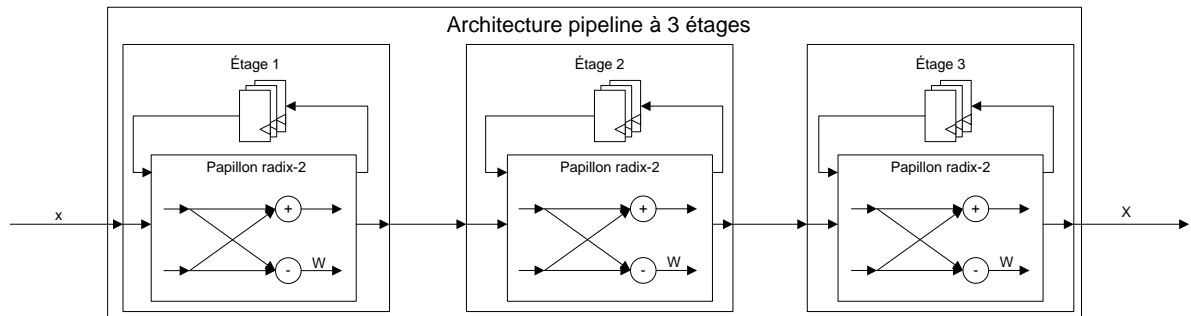 Architecture pipeline à 3 étages
Étage 1
Étage 2
Étage 3
Papillon radix-2
Papillon radix-2
Papillon radix-2
x
+
+
+
X
-
W
-
W
-
W